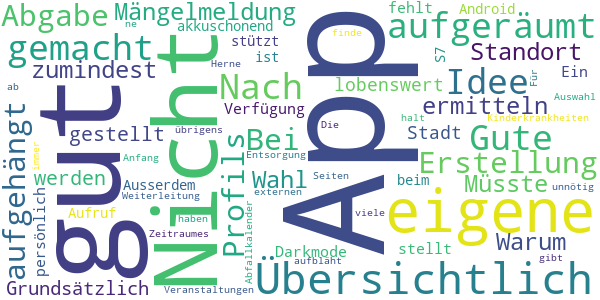 Abgabe
Mängelmeldung
ne
akkuschonend
fehlt
Android
aufgeräumt
gemacht
stützt
S7
finde
Standort
zumindest
ist
Herne
Ein
Nicht
App
gut
Nach
lobenswert
Idee
Für
Auswahl
ab
Verfügung
ermitteln
Die
gestellt
übrigens
Bei
Stadt
halt
Kinderkrankheiten
Gute
aufgehängt
immer
Anfang
Entsorgung
Profils
Erstellung
werden
Ausserdem
Wahl
Seiten
beim
Müsste
unnötig
persönlich
Weiterleitung
externen
viele
eigene
Aufruf
haben
Zeitraumes
Abfallkalender
Darkmode
stellt
Warum
aufbläht
gibt
Grundsätzlich
Veranstaltungen
Übersichtlich